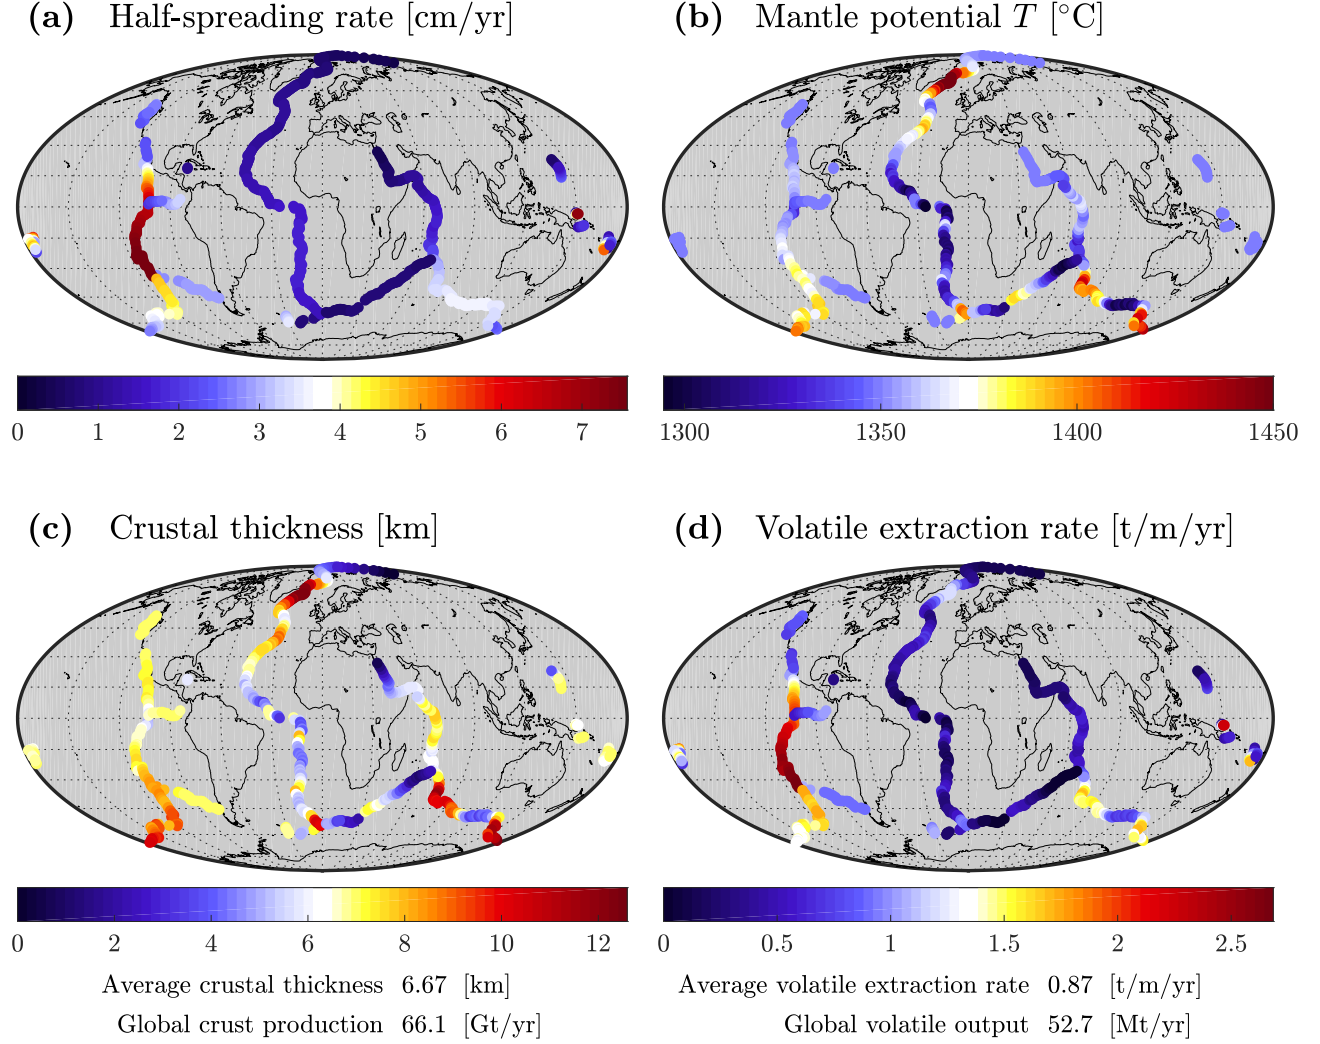 (a) Half-spreading rate [cm/yr]
(b) Mantle potential T [°C]
0 1 2 3 4 5 6 7
1300 1350 1400 1450
(c) Crustal thickness [km]
(d) Volatile extraction rate [t/m/yr]
0 2 4 6 8 10 12
0 0.5 1 1.5 2 2.5
Average crustal thickness 6.67 [km]
Global crust production 66.1 [Gt/yr]
Average volatile extraction rate 0.87 [t/m/yr]
Global volatile output 52.7 [Mt/yr]